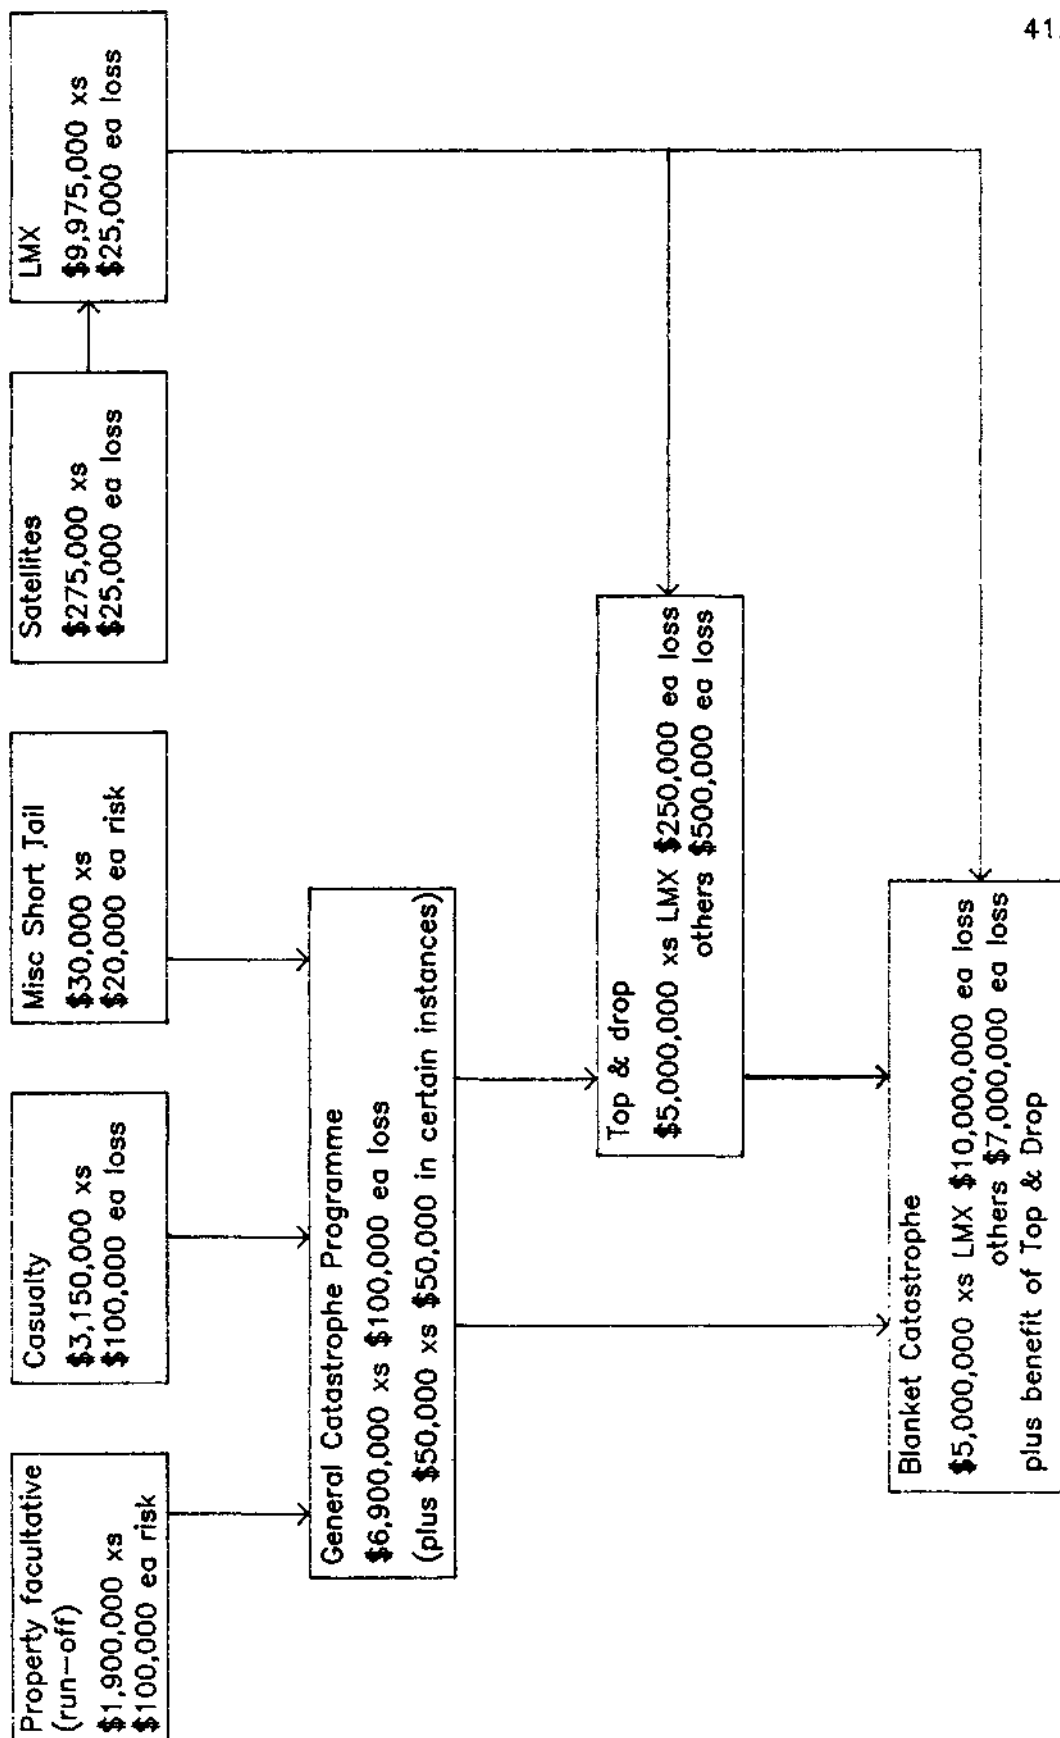 41.
Property facultative
(run-off)
$1,900,000 xs
$100,000 ea risk
Casualty
$3,150,000 xs
$100,000 ea loss
Misc Short Tail
$30,000 xs
$20,000 ea risk
Satellites
$275,000 xs
$25,000 ea loss
LMX
$9,975,000 xs
$25,000 ea loss
General Catastrophe Programme
$6,900,000 xs $100,000 ea loss
(plus $50,000 xs $50,000 in certain instances)
Top & drop
$5,000,000 xs LMX $250,000 ea loss
others $500,000 ea loss
Blanket Catastrophe
$5,000,000 xs LMX $10,000,000 ea loss
others $7,000,000 ea loss
plus benefit of Top & Drop